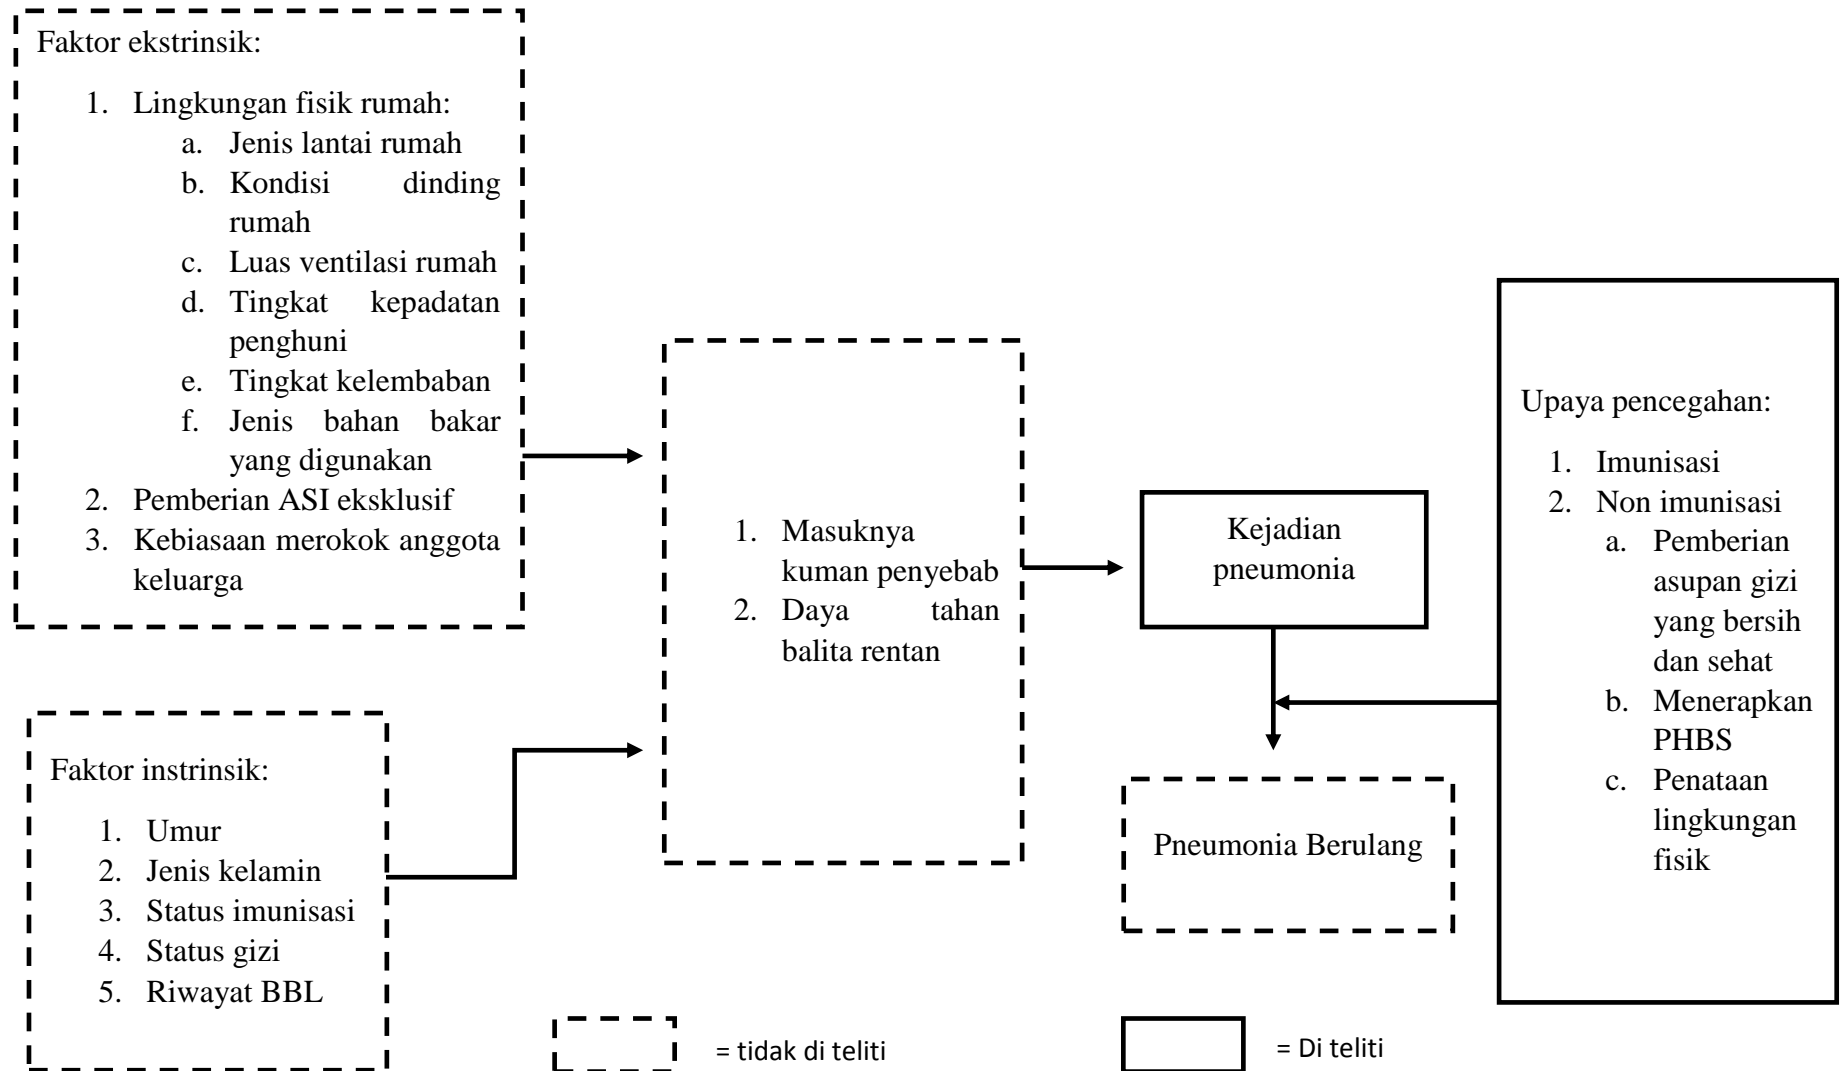 Faktor ekstrinsik:
1. Lingkungan fisik rumah:
a. Jenis lantai rumah
b. Kondisi dinding
rumah
c. Luas ventilasi rumah
d. Tingkat kepadatan
penghuni
e. Tingkat kelembaban
f. Jenis bahan bakar
yang digunakan
2. Pemberian ASI eksklusif
3. Kebiasaan merokok anggota
keluarga
Faktor instrinsik:
1. Umur
2. Jenis kelamin
3. Status imunisasi
4. Status gizi
5. Riwayat BBL
1. Masuknya
kuman penyebab
2. Daya tahan
balita rentan
Kejadian
pneumonia
Pneumonia Berulang
Upaya pencegahan:
1. Imunisasi
2. Non imunisasi
a. Pemberian
asupan gizi
yang bersih
dan sehat
b. Menerapkan
PHBS
c. Penataan
lingkungan
fisik
= tidak di teliti
= Di teliti